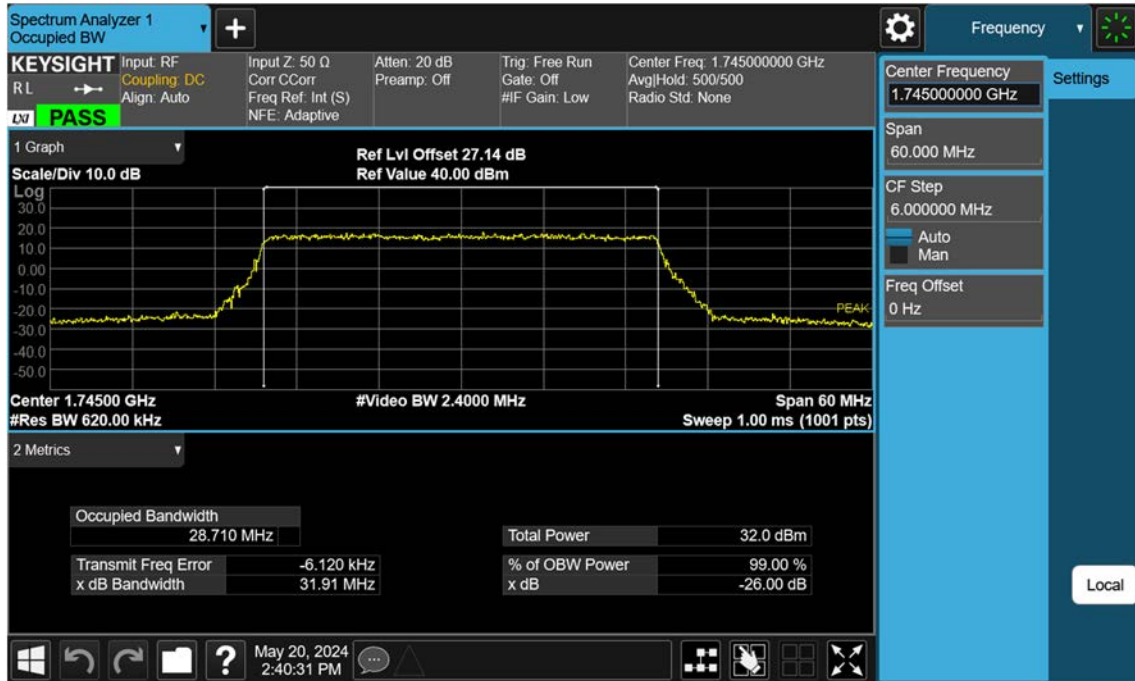 Spectrum Analyzer 1
Occupied BW
+
Frequency
KEYSIGHT
RL
LXI PASS
Input: RF
Coupling: DC
Align: Auto
Input Z: 50 Ω
Corr CCorr
Freq Ref: Int (S)
NFE: Adaptive
Atten: 20 dB
Preamp: Off
Trig: Free Run
Gate: Off
#IF Gain: Low
Center Freq: 1.745000000 GHz
Avg|Hold: 500/500
Radio Std: None
Center Frequency
1.745000000 GHz
Settings
Span
60.000 MHz
CF Step
6.000000 MHz
Auto
Man
Freq Offset
0 Hz
Local
1 Graph
Scale/Div 10.0 dB
Ref Lvl Offset 27.14 dB
Ref Value 40.00 dBm
Log
30.0
20.0
10.0
0.00
-10.0
-20.0
-30.0
-40.0
-50.0
PEAK
Center 1.74500 GHz
#Video BW 2.4000 MHz
Span 60 MHz
#Res BW 620.00 kHz
Sweep 1.00 ms (1001 pts)
2 Metrics
Occupied Bandwidth
28.710 MHz
Total Power 32.0 dBm
Transmit Freq Error -6.120 kHz
% of OBW Power 99.00 %
x dB Bandwidth 31.91 MHz
x dB -26.00 dB
?
May 20, 2024
2:40:31 PM